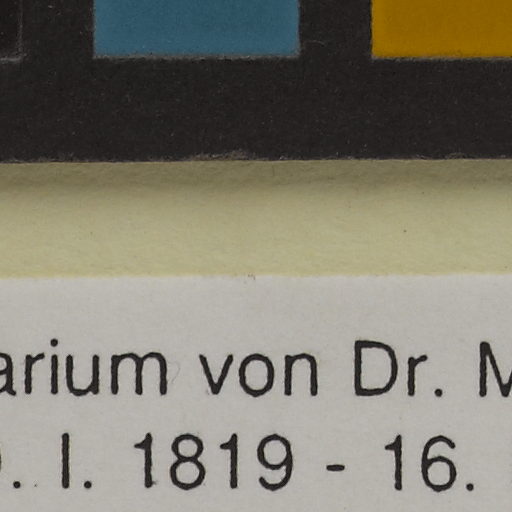 arium von Dr. M
. I. 1819 - 16.